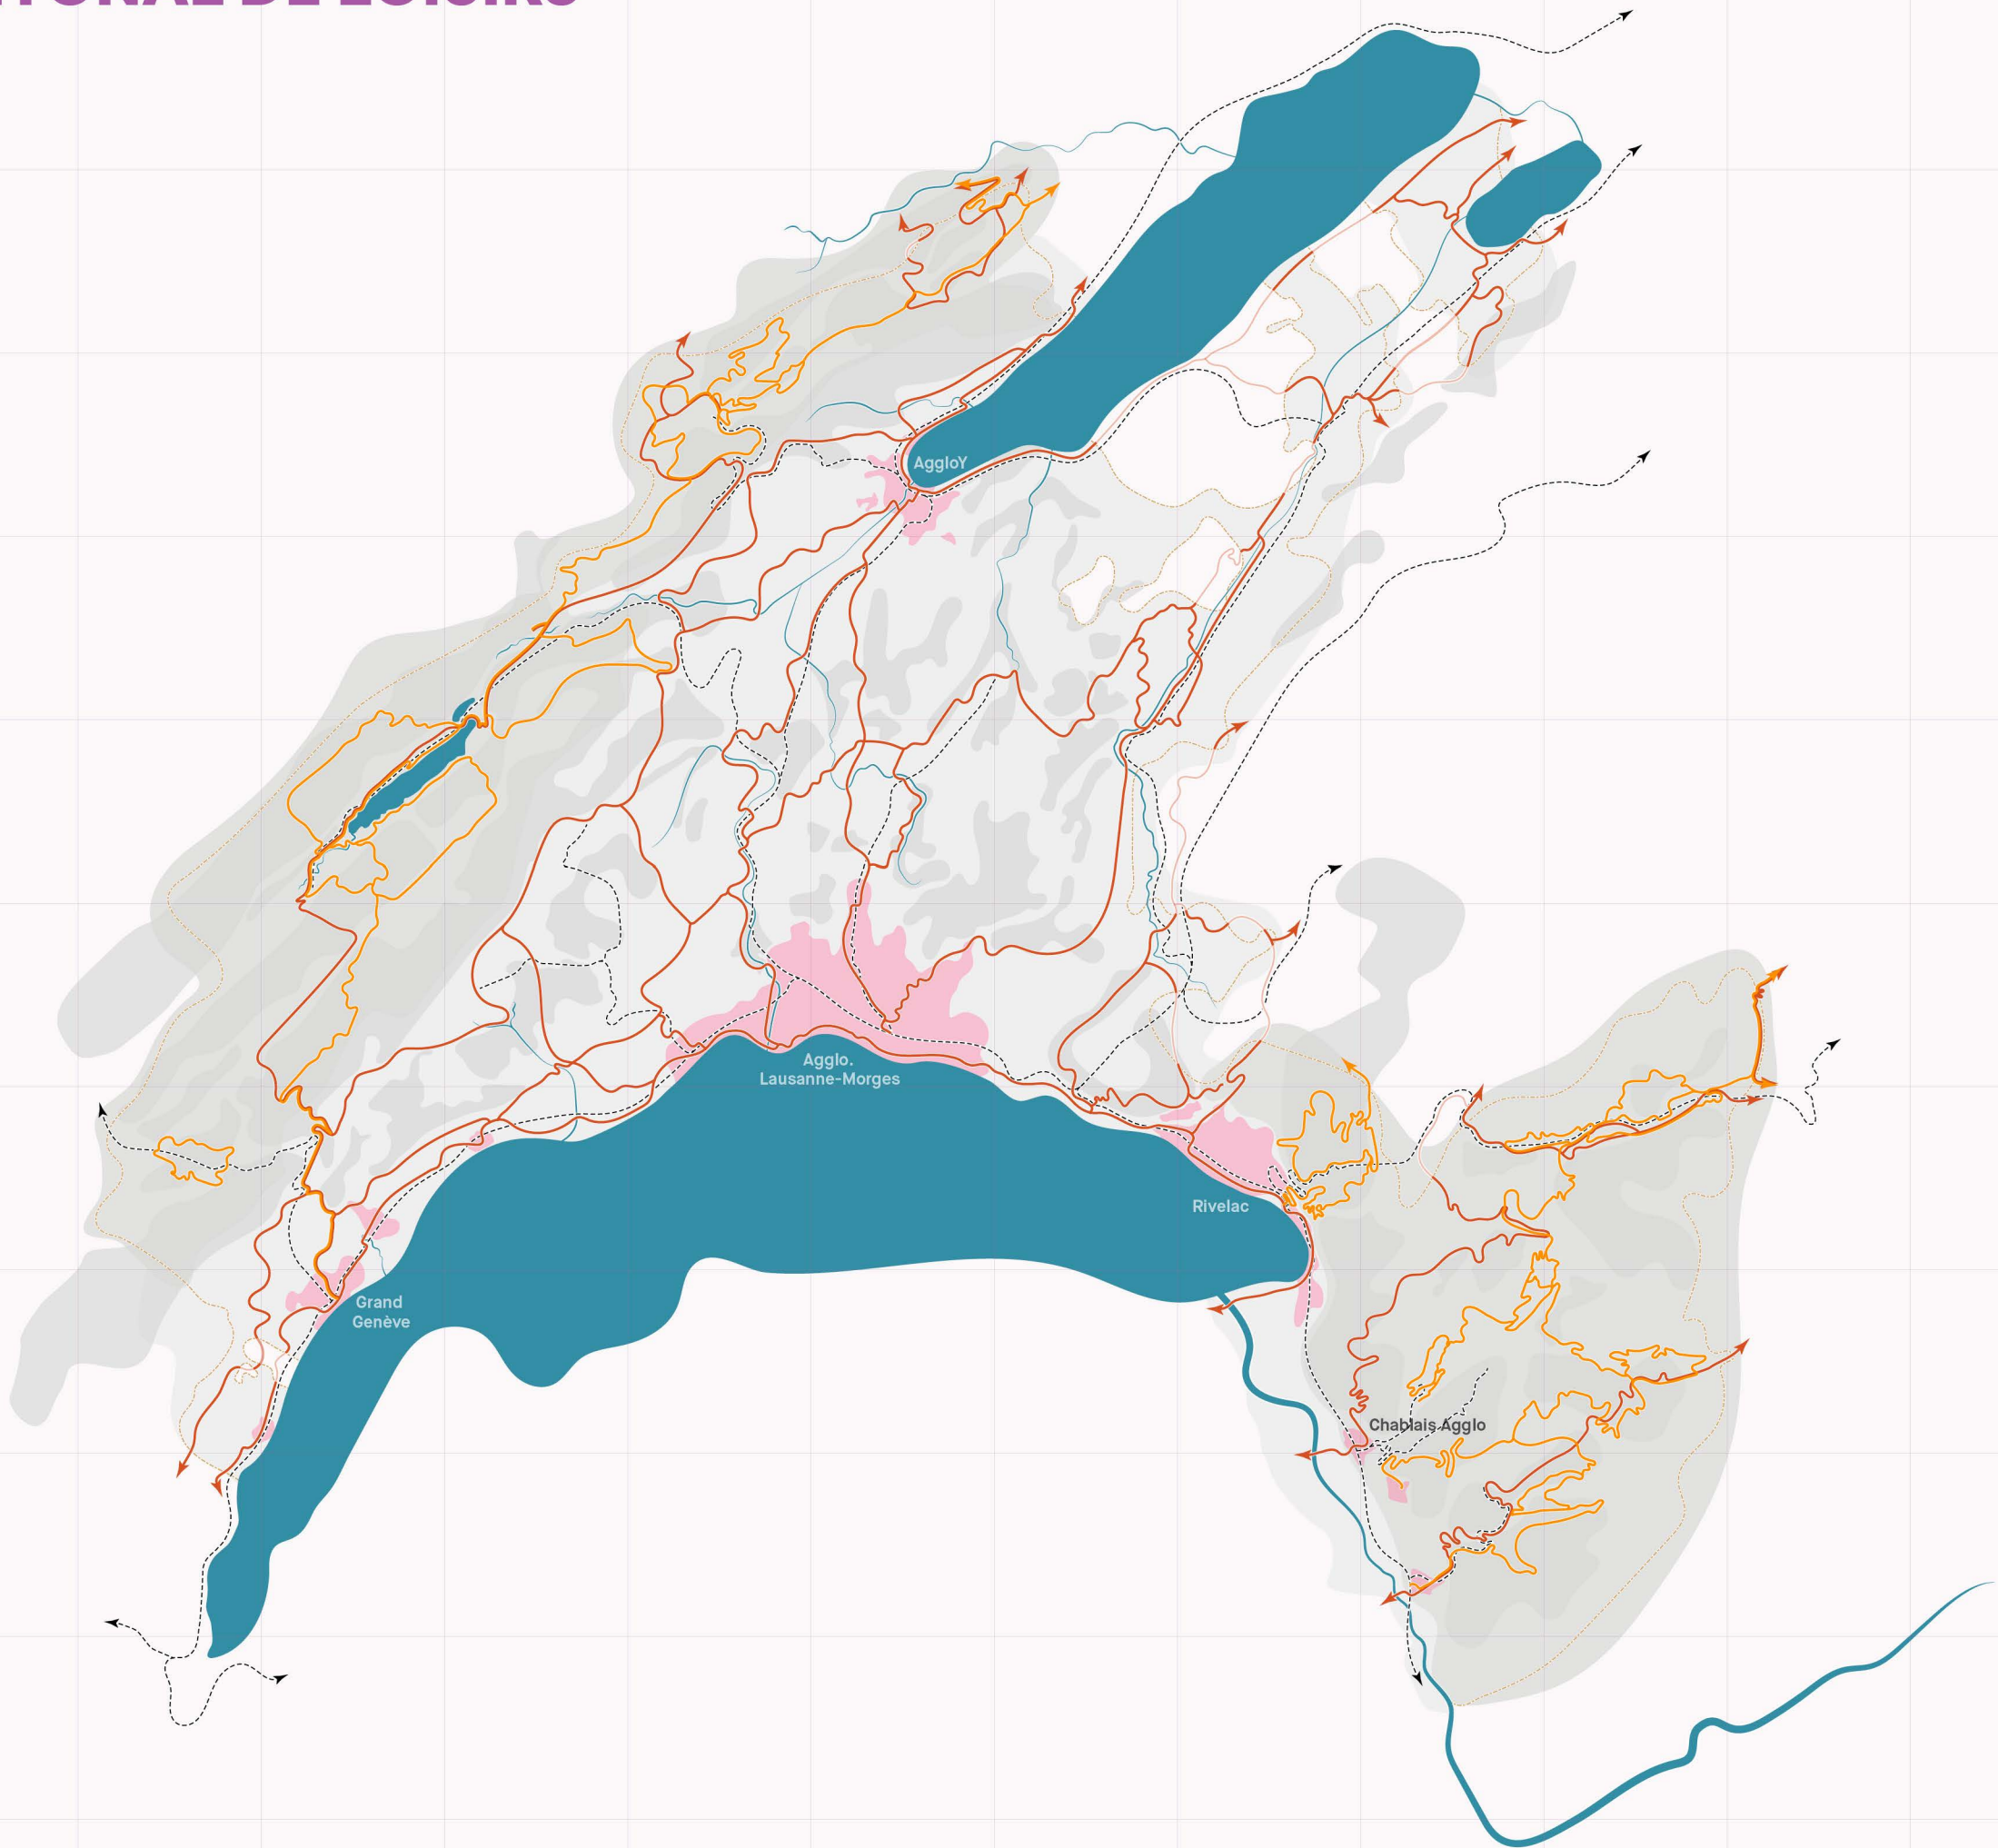 AggloY
Agglo.
Lausanne-Morges
Rivelac
Grand
Genève
Chablais Agglo